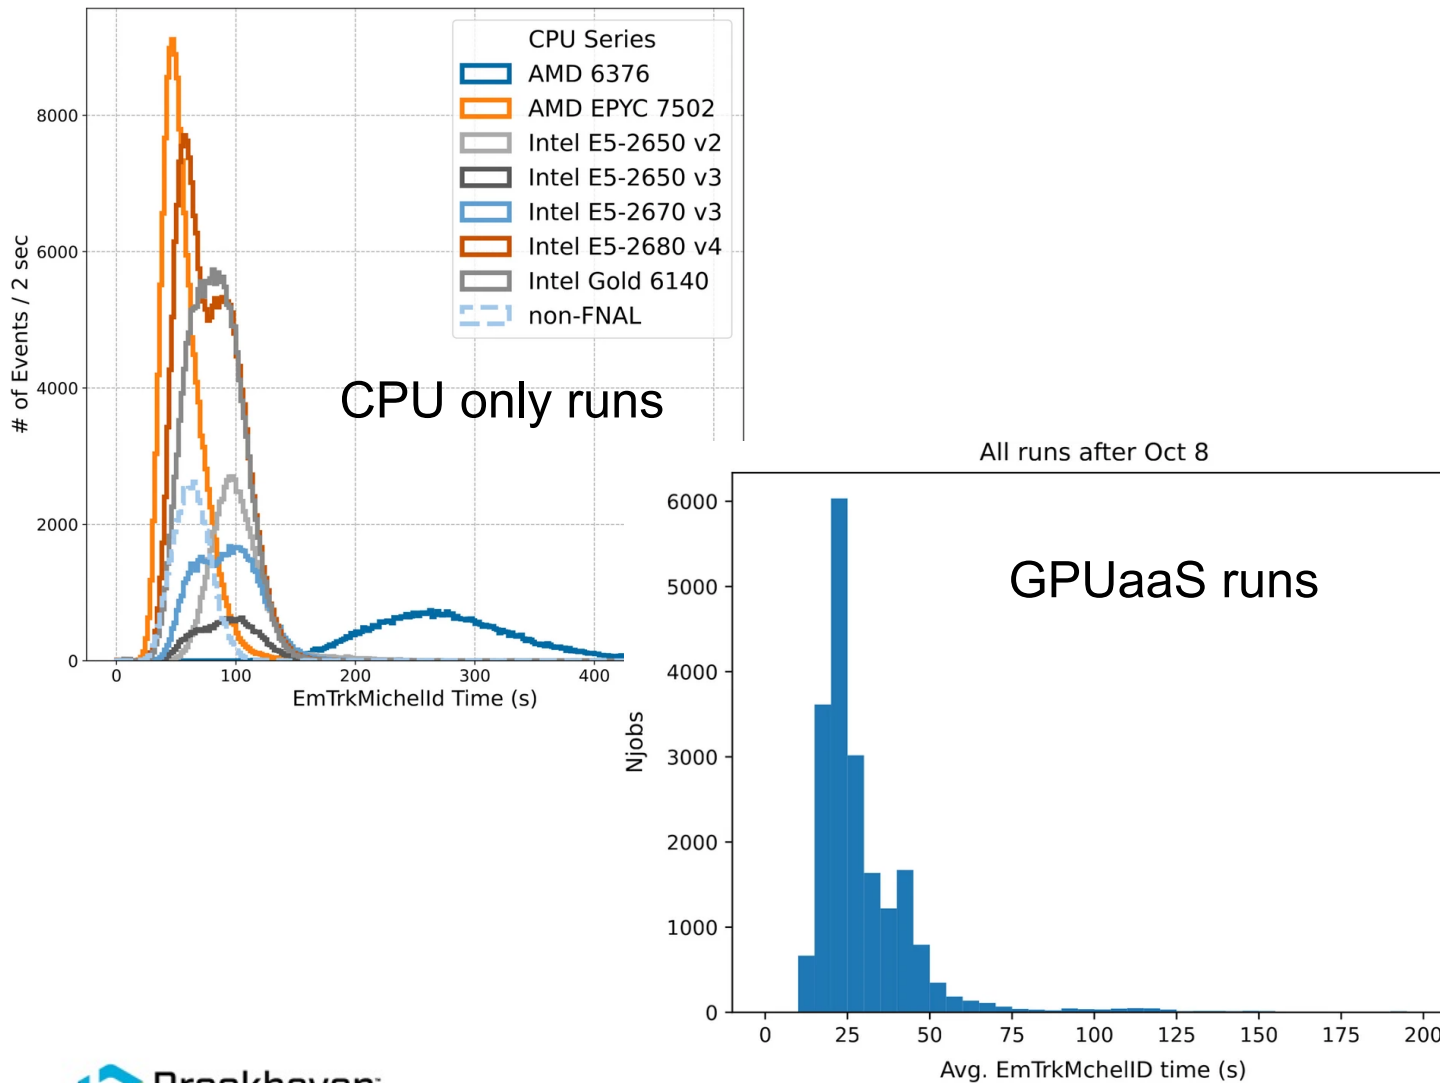 CPU Series
AMD 6376
AMD EPYC 7502
Intel E5-2650 v2
Intel E5-2650 v3
Intel E5-2670 v3
Intel E5-2680 v4
Intel Gold 6140
non-FNAL
8000
6000
4000
2000
0
# of Events / 2 sec
CPU only runs
0 100 200 300 400
EmTrkMichelId Time (s)
All runs after Oct 8
GPUaaS runs
6000
5000
4000
3000
2000
1000
0
Njobs
0 25 50 75 100 125 150 175 200
Avg. EmTrkMchelID time (s)
Brookhaven™